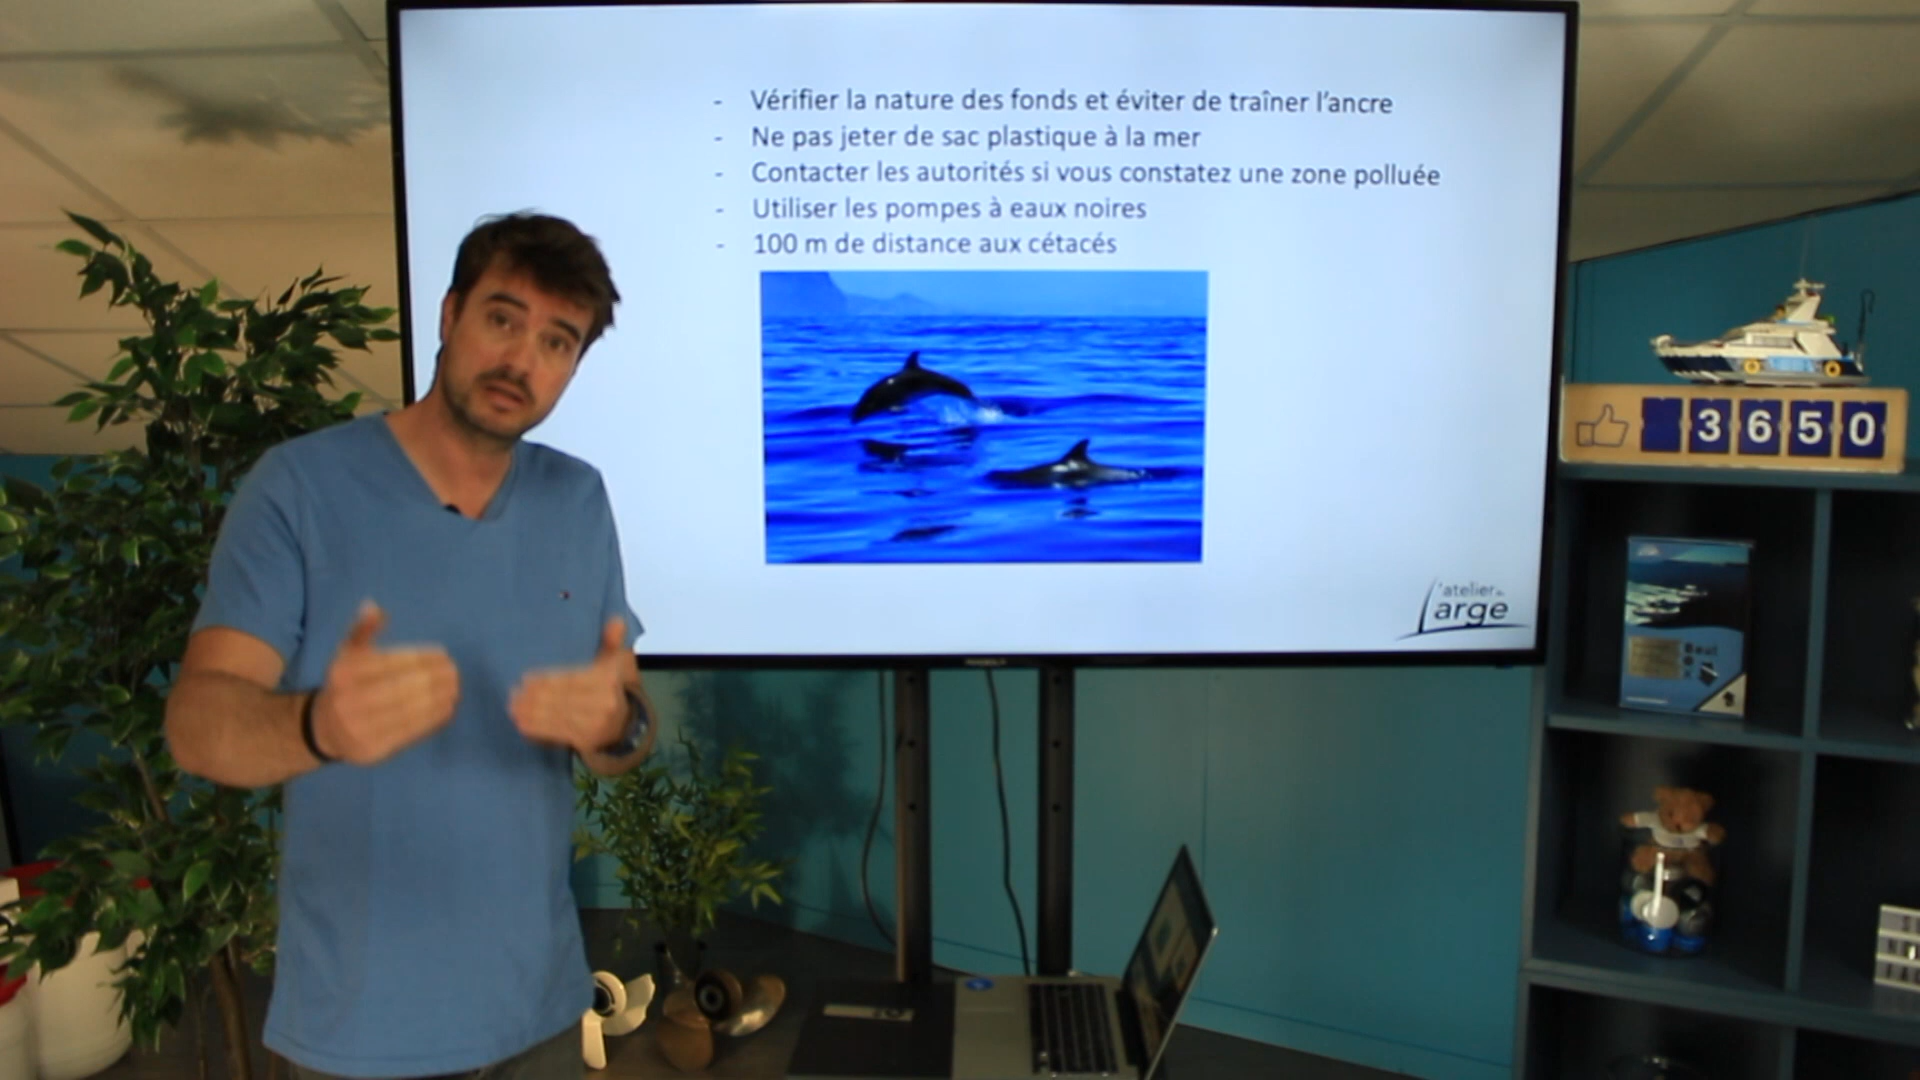 - Vérifier la nature des fonds et éviter de traîner l'ancre
- Ne pas jeter de sac plastique à la mer
- Contacter les autorités si vous constatez une zone polluée
- Utiliser les pompes à eaux noires
- 100 m de distance aux cétacés
3650
l'atelier du
Large